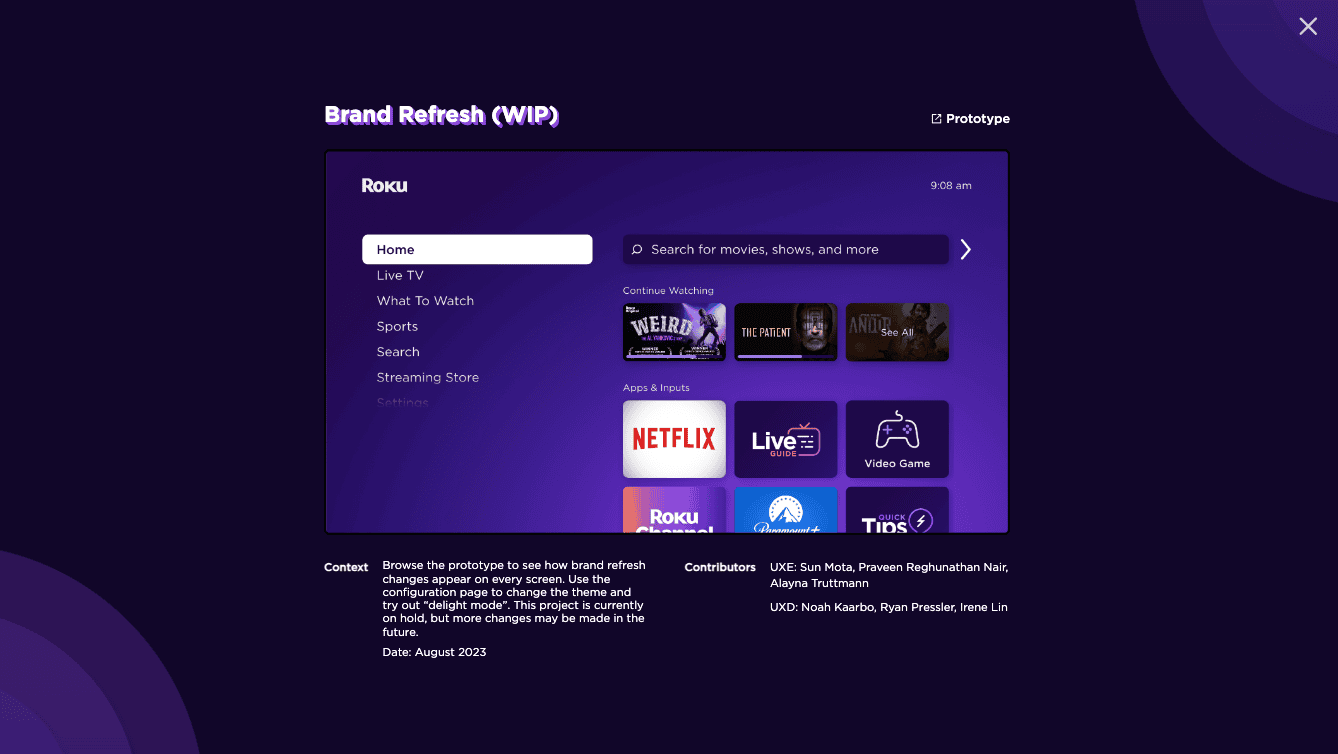 Brand Refresh (WIP)
Prototype
Roku
9:08 am
Home
Live TV
What To Watch
Sports
Search
Streaming Store
Settings
Search for movies, shows, and more
Continue Watching
WEIRD
THE AL YANKOVIC STORY
THE PATIENT
ANDOR
See All
Apps & Inputs
NETFLIX
Live
GUIDE
Video Game
Roku
Channel
Paramount+
QUICK
Tips
Context
Browse the prototype to see how brand refresh
changes appear on every screen. Use the
configuration page to change the theme and
try out “delight mode”. This project is currently
on hold, but more changes may be made in the
future.
Date: August 2023
Contributors
UXE: Sun Mota, Praveen Reghunathan Nair,
Alayna Truttmann
UXD: Noah Kaarbo, Ryan Pressler, Irene Lin